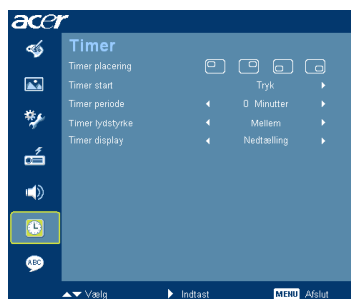 acer
Timer
Timer placering
Timer start Tryk
Timer periode 0 Minutter
Timer lydstyrke Mellem
Timer display Nedtælling
ABC
Vælg Indtast MENU Afslut